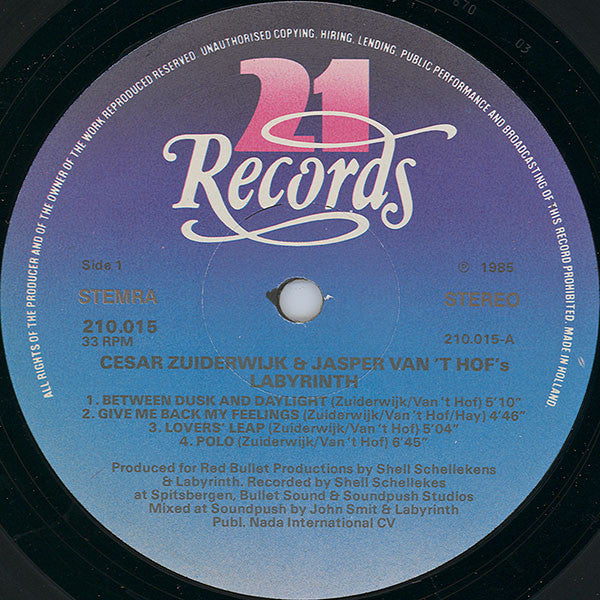 ALL RIGHTS OF THE PRODUCER AND OF THE OWNER OF THE WORK REPRODUCED RESERVED. UNAUTHORISED COPYING, HIRING, LENDING, PUBLIC PERFORMANCE AND BROADCASTING OF THIS RECORD PROHIBITED. MADE IN HOLLAND.
21
Records
Side 1
℗ 1985
STEMRA
STEREO
210.015
33 RPM
210.015-A
CESAR ZUIDERWIJK & JASPER VAN 'T HOF's
LABYRINTH
1. BETWEEN DUSK AND DAYLIGHT (Zuiderwijk/Van 't Hof) 5'10"
2. GIVE ME BACK MY FEELINGS (Zuiderwijk/Van 't Hof/Hay) 4'46"
3. LOVERS' LEAP (Zuiderwijk/Van 't Hof) 5'04"
4. POLO (Zuiderwijk/Van 't Hof) 6'45"
Produced for Red Bullet Productions by Shell Schellekens
& Labyrinth. Recorded by Shell Schellekes
at Spitsbergen, Bullet Sound & Soundpush Studios
Mixed at Soundpush by John Smit & Labyrinth
Publ. Nada International CV
670
03